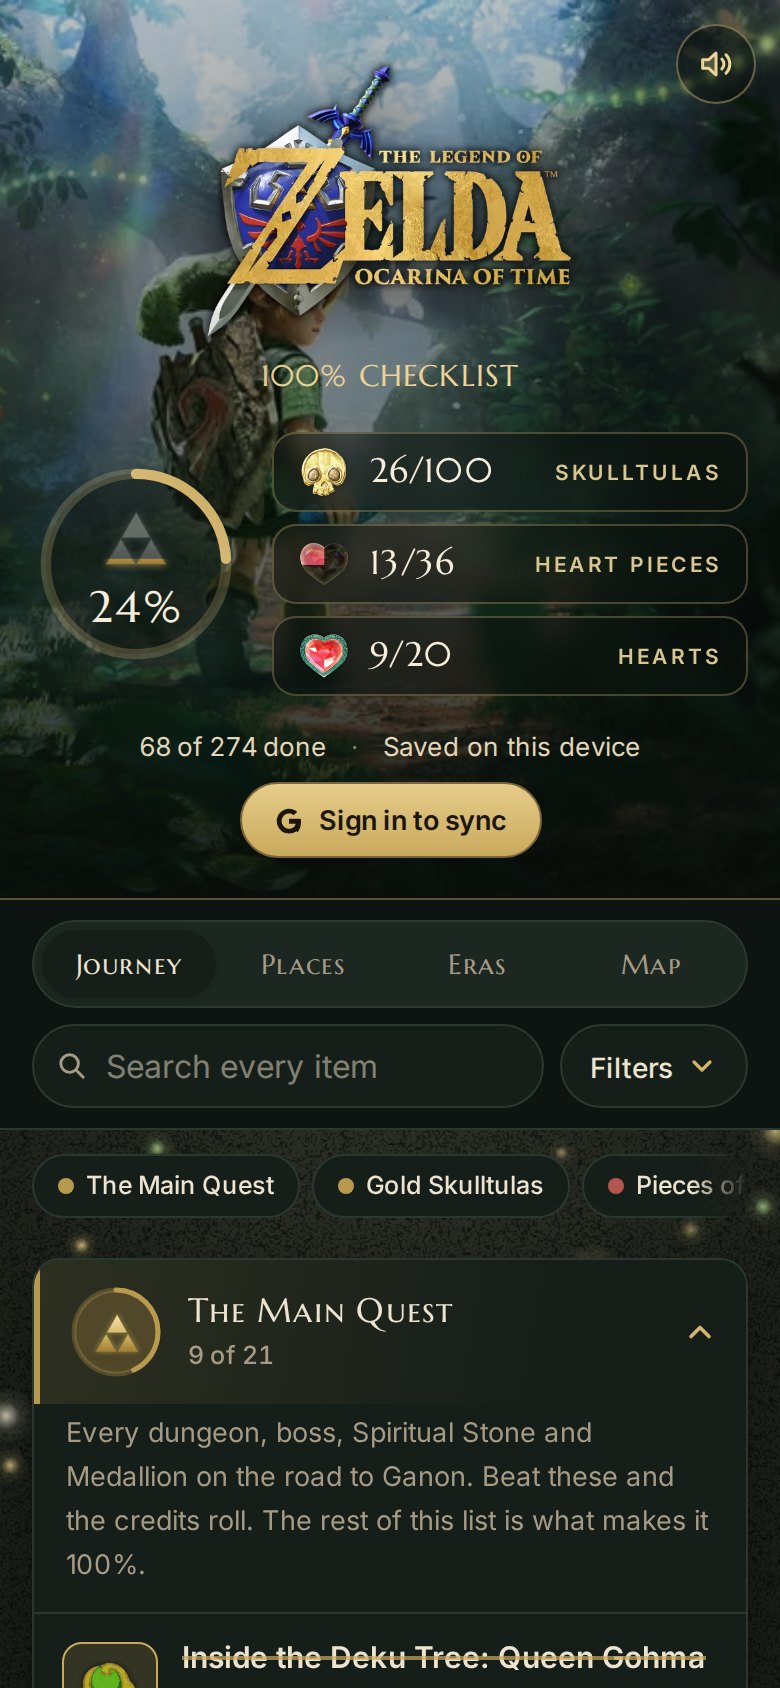 THE LEGEND OF
ZELDA™
OCARINA OF TIME
100% CHECKLIST
26/100 SKULLTULAS
13/36 HEART PIECES
9/20 HEARTS
24%
68 of 274 done · Saved on this device
G Sign in to sync
Journey Places Eras Map
Search every item Filters
The Main Quest Gold Skulltulas Pieces of
The Main Quest
9 of 21
Every dungeon, boss, Spiritual Stone and
Medallion on the road to Ganon. Beat these and
the credits roll. The rest of this list is what makes it
100%.
Inside the Deku Tree: Queen Gohma